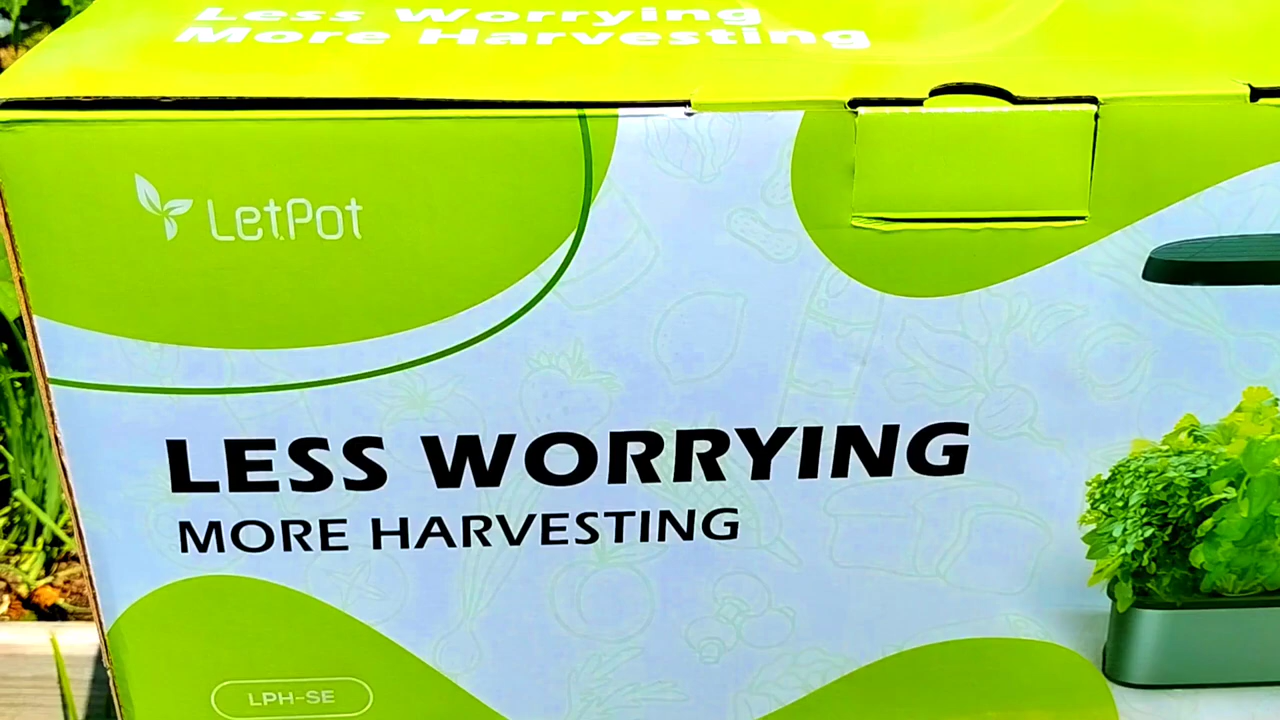 Less Worrying
More Harvesting
LetPot
LESS WORRYING
MORE HARVESTING
LPH-SE